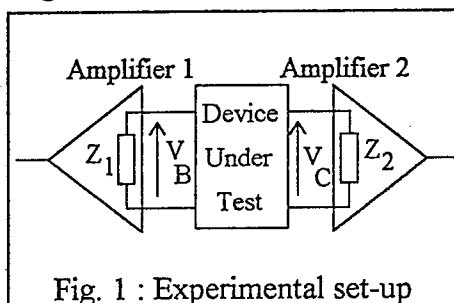 Amplifier 1 Amplifier 2
Device
Under
Test
Z1
VB
VC
Z2
Fig. 1 : Experimental set-up